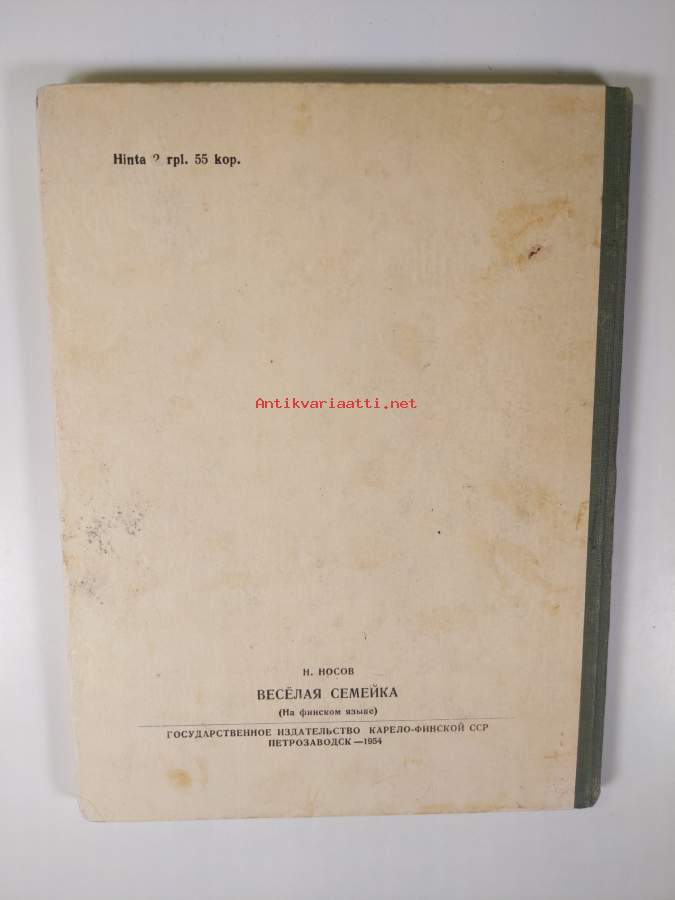 Hinta 2 rpl. 55 kop.
Antikvariaatti.net
Н. НОСОВ
ВЕСЁЛАЯ СЕМЕЙКА
(На финском языке)
ГОСУДАРСТВЕННОЕ ИЗДАТЕЛЬСТВО КАРЕЛО-ФИНСКОЙ ССР
ПЕТРОЗАВОДСК—1954